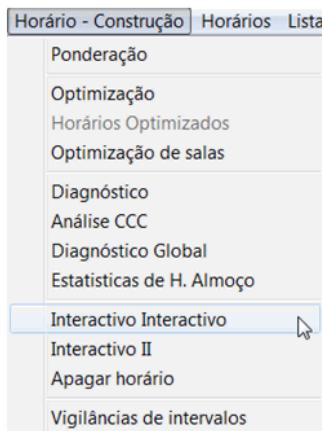 Horário - Construção Horários Lista
Ponderação
Optimização
Horários Optimizados
Optimização de salas
Diagnóstico
Análise CCC
Diagnóstico Global
Estatisticas de H. Almoço
Interactivo Interactivo
Interactivo II
Apagar horário
Vigilâncias de intervalos